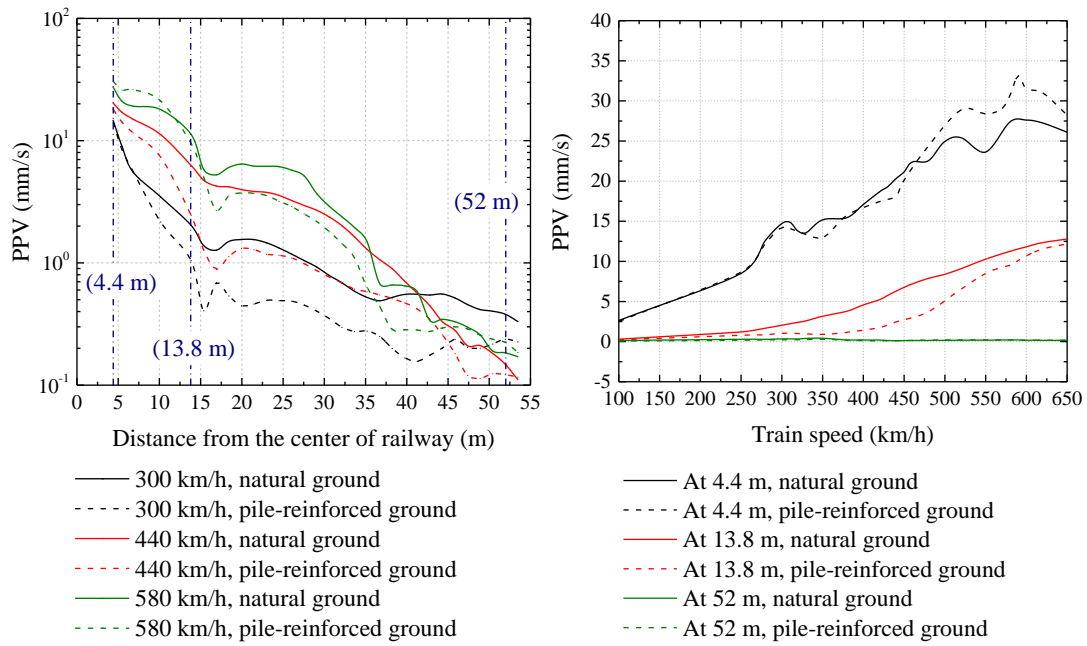 10^2
10^1
10^0
10^-1
PPV (mm/s)
(4.4 m)
(13.8 m)
(52 m)
0 5 10 15 20 25 30 35 40 45 50 55
Distance from the center of railway (m)
300 km/h, natural ground
300 km/h, pile-reinforced ground
440 km/h, natural ground
440 km/h, pile-reinforced ground
580 km/h, natural ground
580 km/h, pile-reinforced ground
40
35
30
25
20
15
10
5
0
-5
PPV (mm/s)
100 150 200 250 300 350 400 450 500 550 600 650
Train speed (km/h)
At 4.4 m, natural ground
At 4.4 m, pile-reinforced ground
At 13.8 m, natural ground
At 13.8 m, pile-reinforced ground
At 52 m, natural ground
At 52 m, pile-reinforced ground